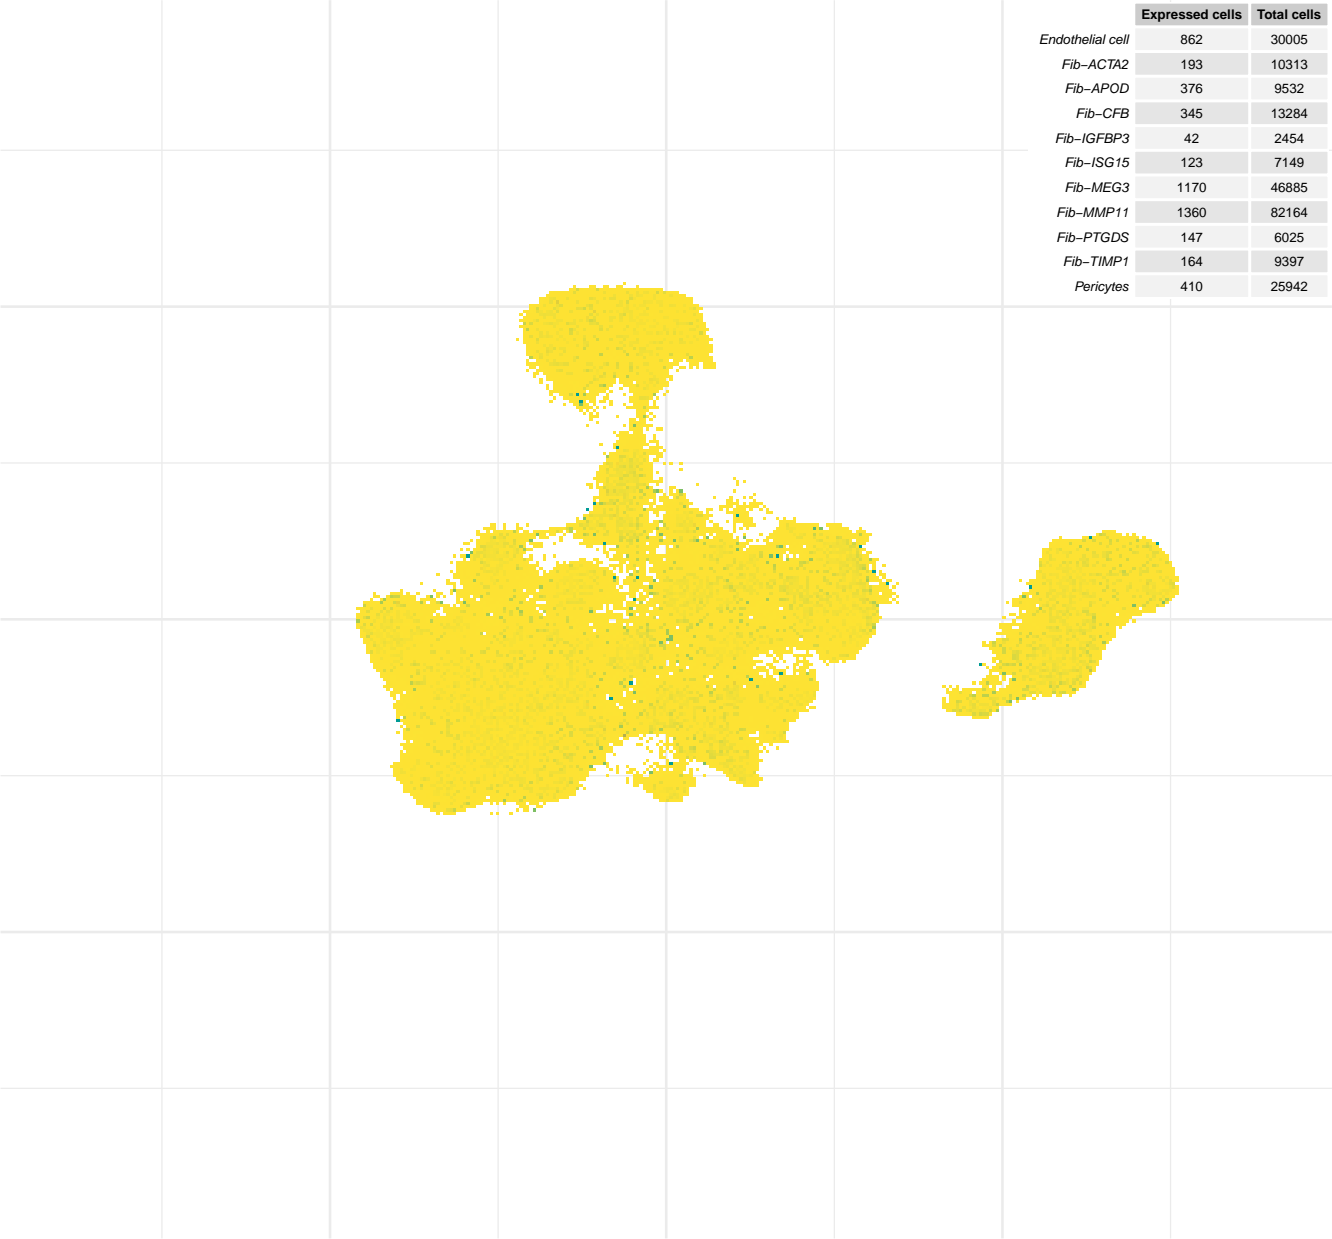 Expressed cells Total cells
Endothelial cell 862 30005
Fib−ACTA2 193 10313
Fib−APOD 376 9532
Fib−CFB 345 13284
Fib−IGFBP3 42 2454
Fib−ISG15 123 7149
Fib−MEG3 1170 46885
Fib−MMP11 1360 82164
Fib−PTGDS 147 6025
Fib−TIMP1 164 9397
Pericytes 410 25942